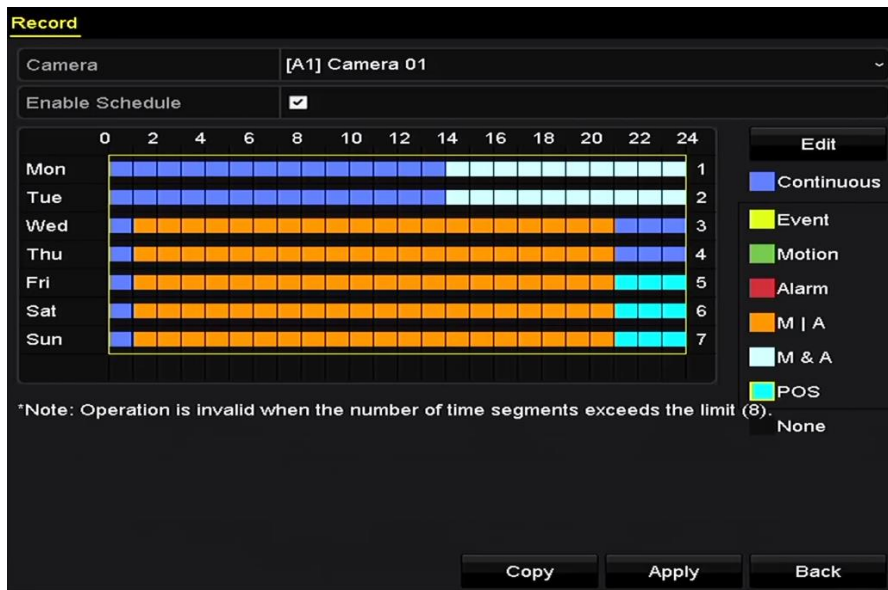 Record
Camera [A1] Camera 01
Enable Schedule
0 2 4 6 8 10 12 14 16 18 20 22 24
Edit
Mon 1
Continuous
Tue 2
Wed 3
Event
Thu 4
Motion
Fri 5
Alarm
Sat 6
M | A
Sun 7
M & A
POS
*Note: Operation is invalid when the number of time segments exceeds the limit (8).
None
Copy Apply Back